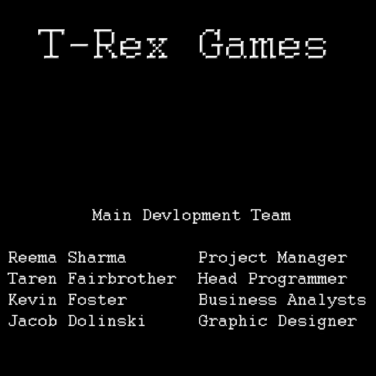 T-Rex Games
Main Devlopment Team
Reema Sharma Project Manager
Taren Fairbrother Head Programmer
Kevin Foster Business Analysts
Jacob Dolinski Graphic Designer